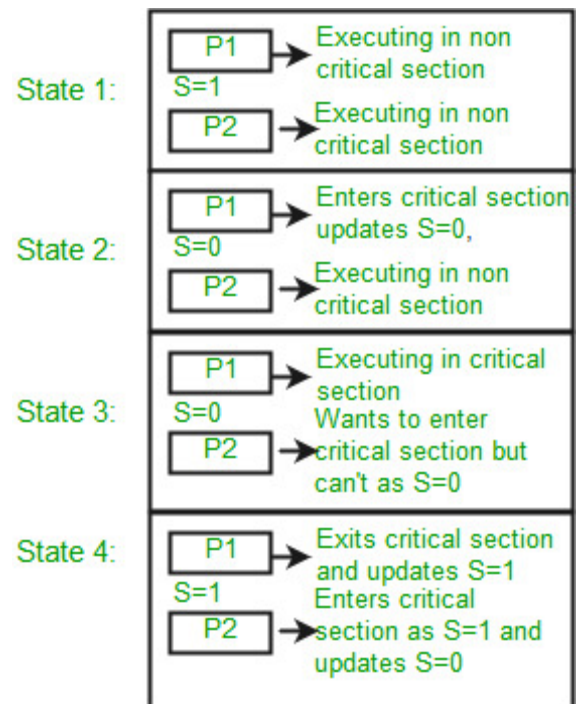 State 1:
P1
Executing in non
critical section
S=1
P2
Executing in non
critical section
State 2:
P1
Enters critical section
updates S=0,
S=0
P2
Executing in non
critical section
State 3:
P1
Executing in critical
section
S=0
P2
Wants to enter
critical section but
can't as S=0
State 4:
P1
Exits critical section
and updates S=1
S=1
P2
Enters critical
section as S=1 and
updates S=0